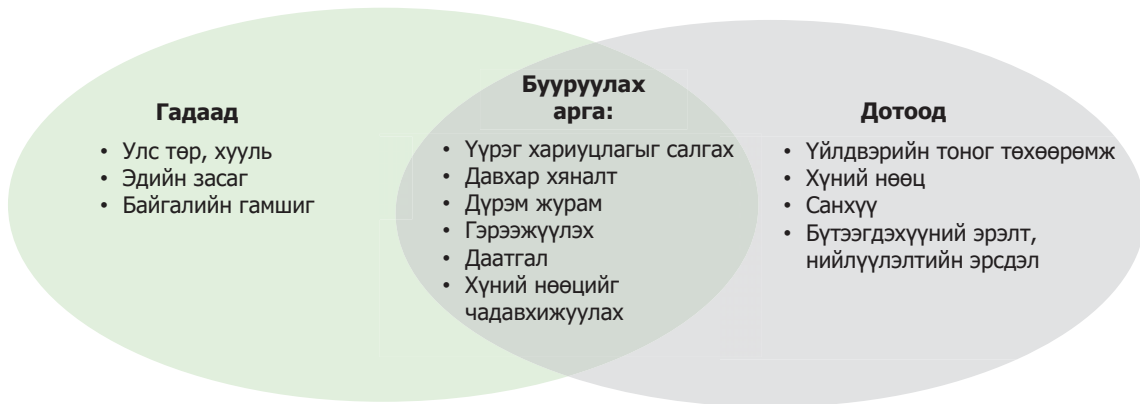 Гадаад
• Улс төр, хууль
• Эдийн засаг
• Байгалийн гамшиг
Бууруулах
арга:
• Үүрэг хариуцлагыг салгах
• Давхар хяналт
• Дүрэм журам
• Гэрээжүүлэх
• Даатгал
• Хүний нөөцийг
чадавхижуулах
Дотоод
• Үйлдвэрийн тоног төхөөрөмж
• Хүний нөөц
• Санхүү
• Бүтээгдэхүүний эрэлт,
нийлүүлэлтийн эрсдэл